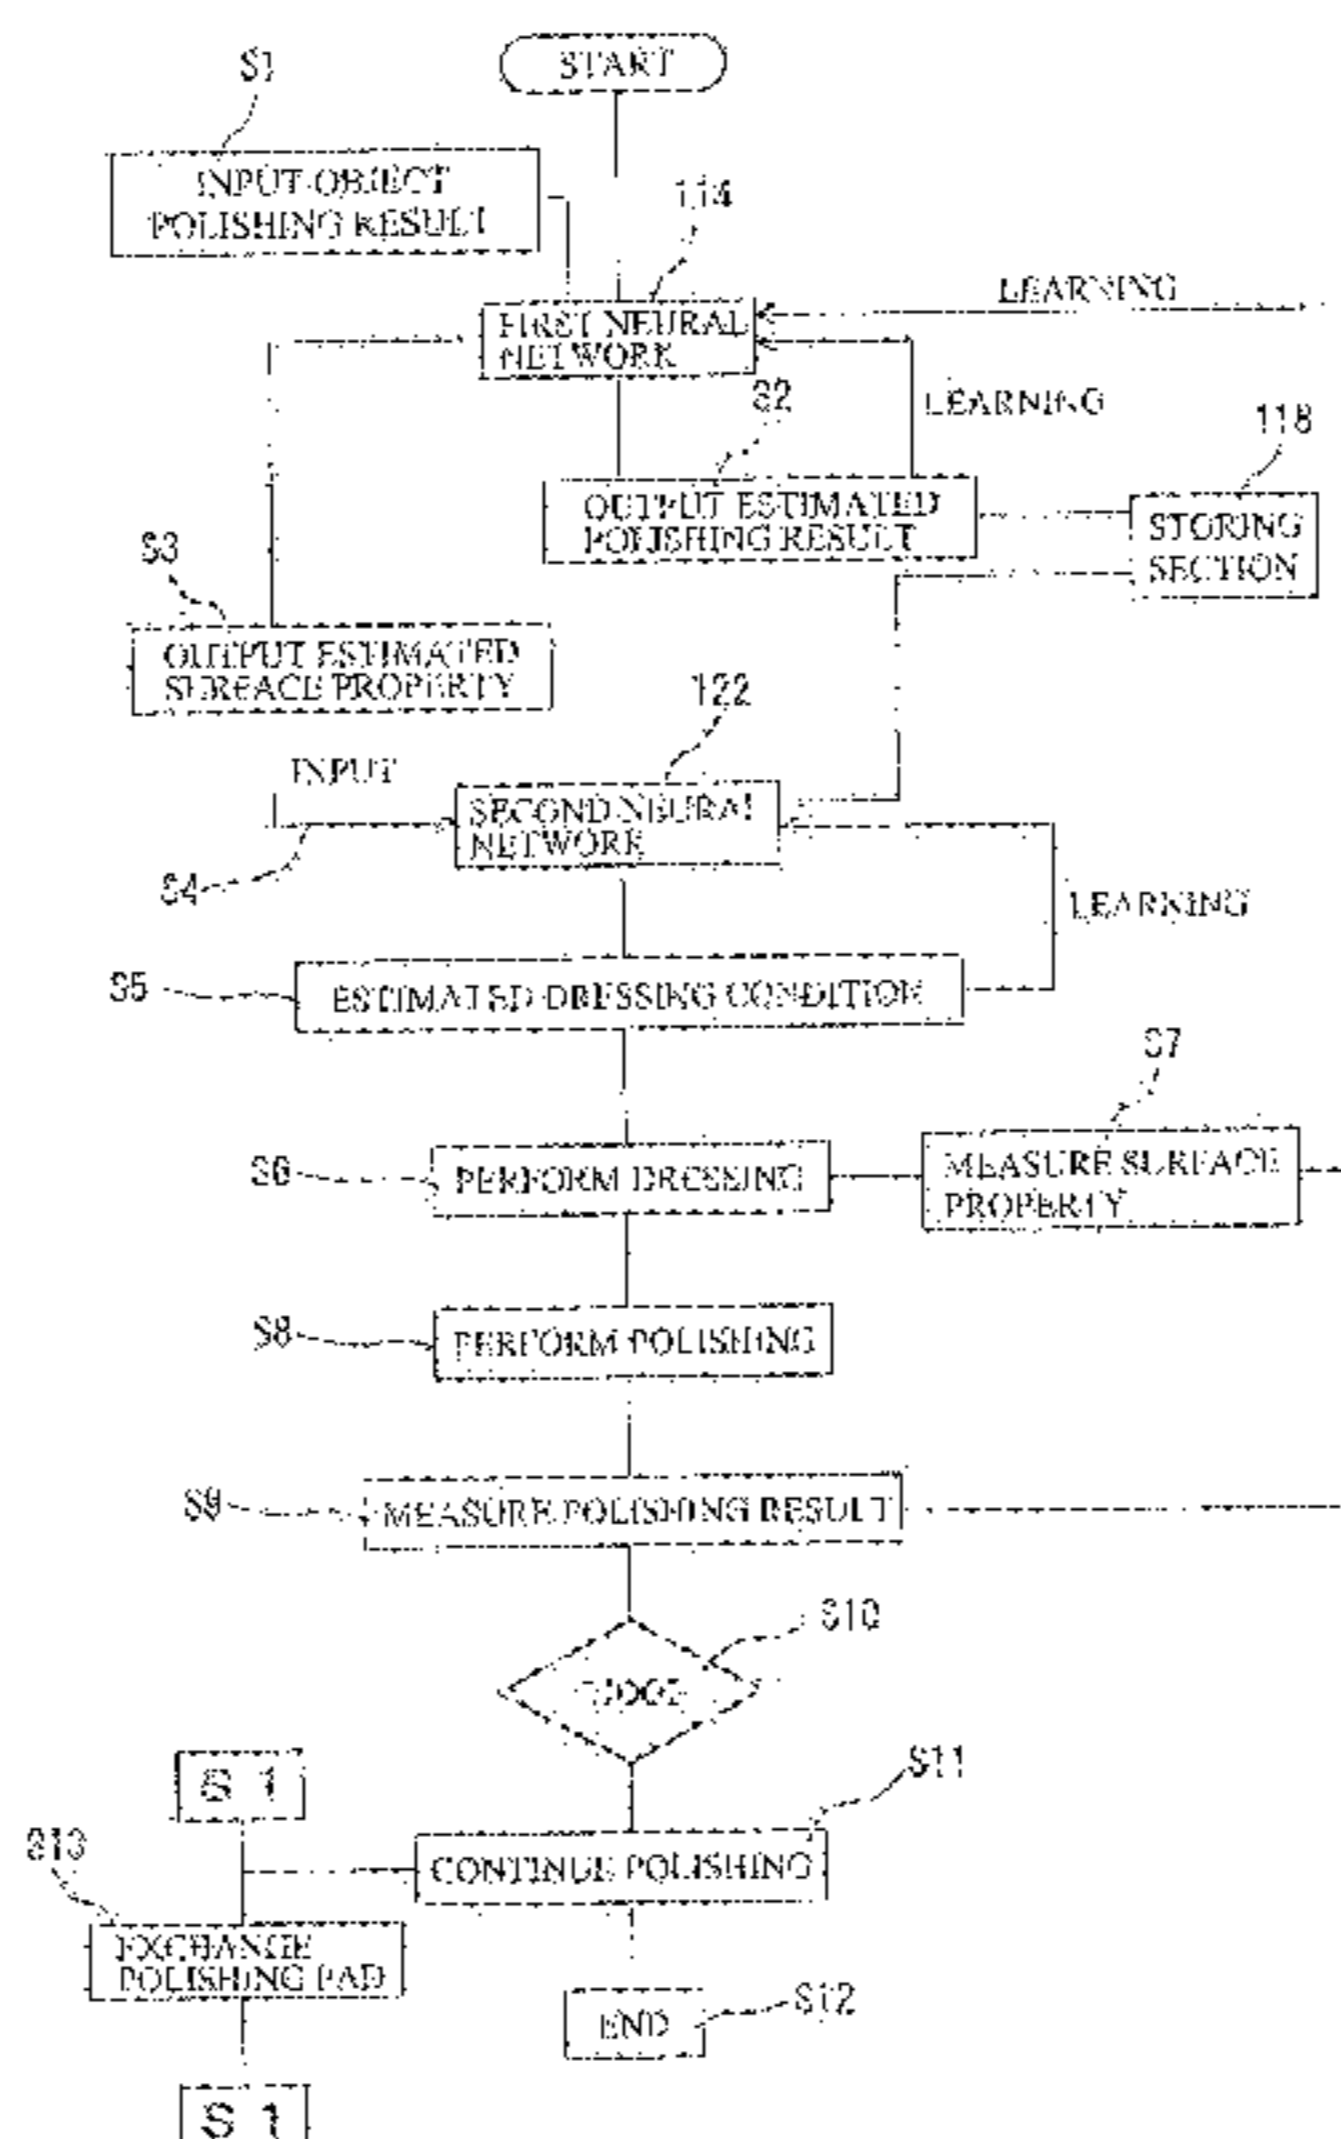 START
S1
INPUT OBJECT
POLISHING RESULT
114
LEARNING
FIRST NEURAL
NETWORK
S2
LEARNING
118
OUTPUT ESTIMATED
POLISHING RESULT
STORING
SECTION
S3
OUTPUT ESTIMATED
SURFACE PROPERTY
122
INPUT
SECOND NEURAL
NETWORK
S4
LEARNING
S5
ESTIMATED DRESSING CONDITION
S7
S6
PERFORM DRESSING
MEASURE SURFACE
PROPERTY
S8
PERFORM POLISHING
S9
MEASURE POLISHING RESULT
S10
JUDGE
S 1
S11
S13
CONTINUE POLISHING
EXCHANGE
POLISHING PAD
S12
END
S 1